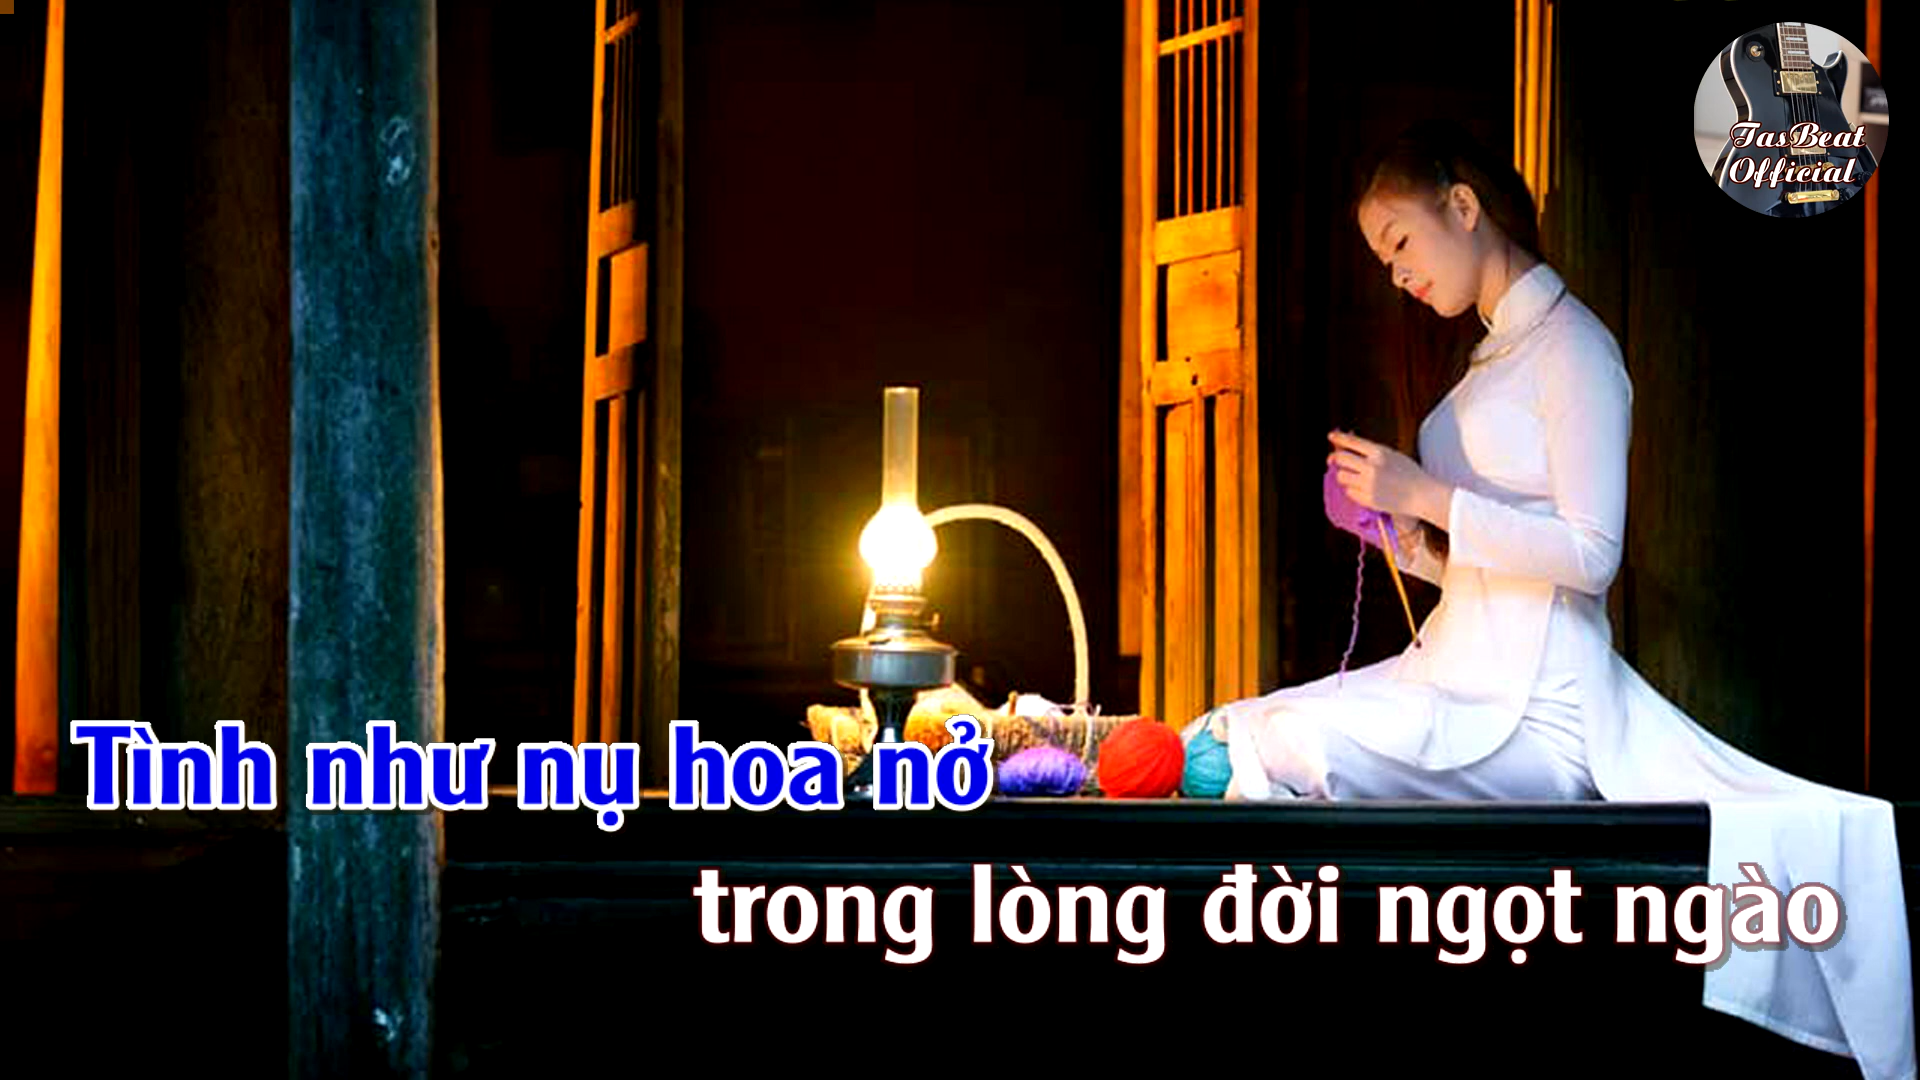 TasBeat
Official
Tình như nụ hoa nở
trong lòng đời ngọt ngào